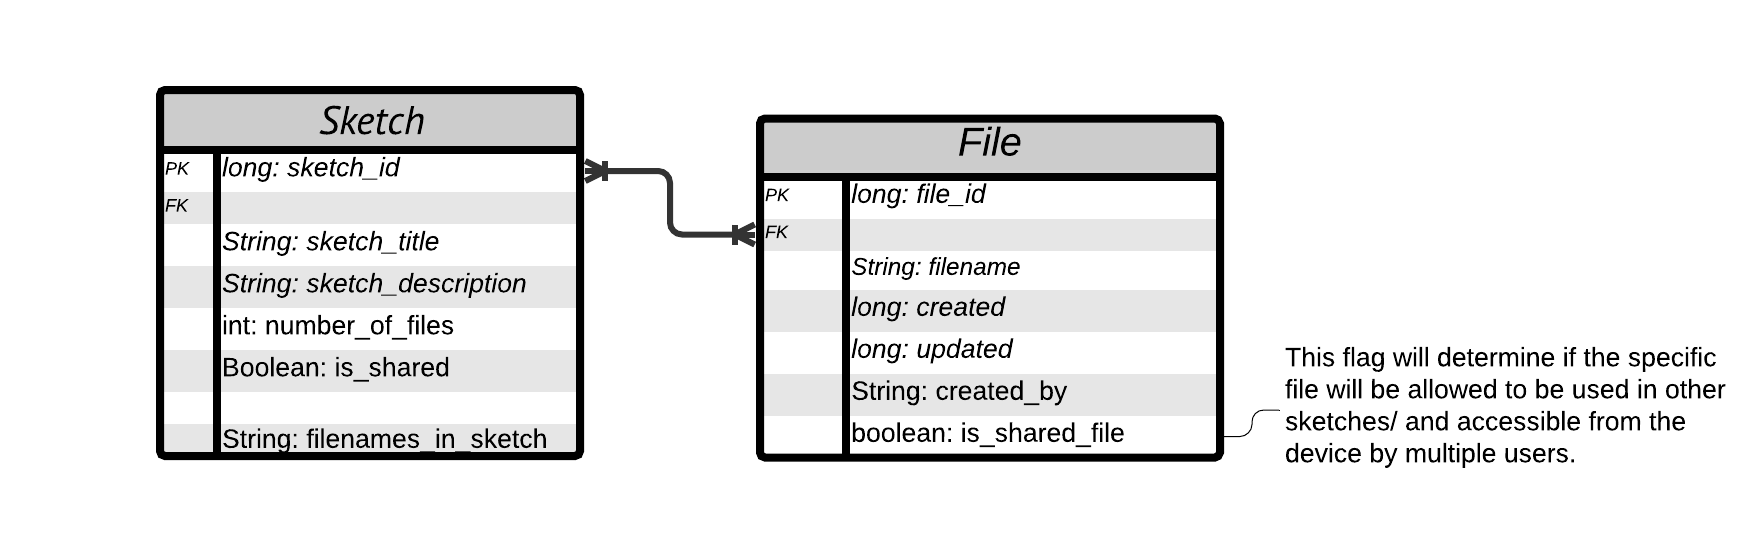 Sketch
PK long: sketch_id
FK
String: sketch_title
String: sketch_description
int: number_of_files
Boolean: is_shared
String: filenames_in_sketch
File
PK long: file_id
FK
String: filename
long: created
long: updated
String: created_by
boolean: is_shared_file
This flag will determine if the specific
file will be allowed to be used in other
sketches/ and accessible from the
device by multiple users.